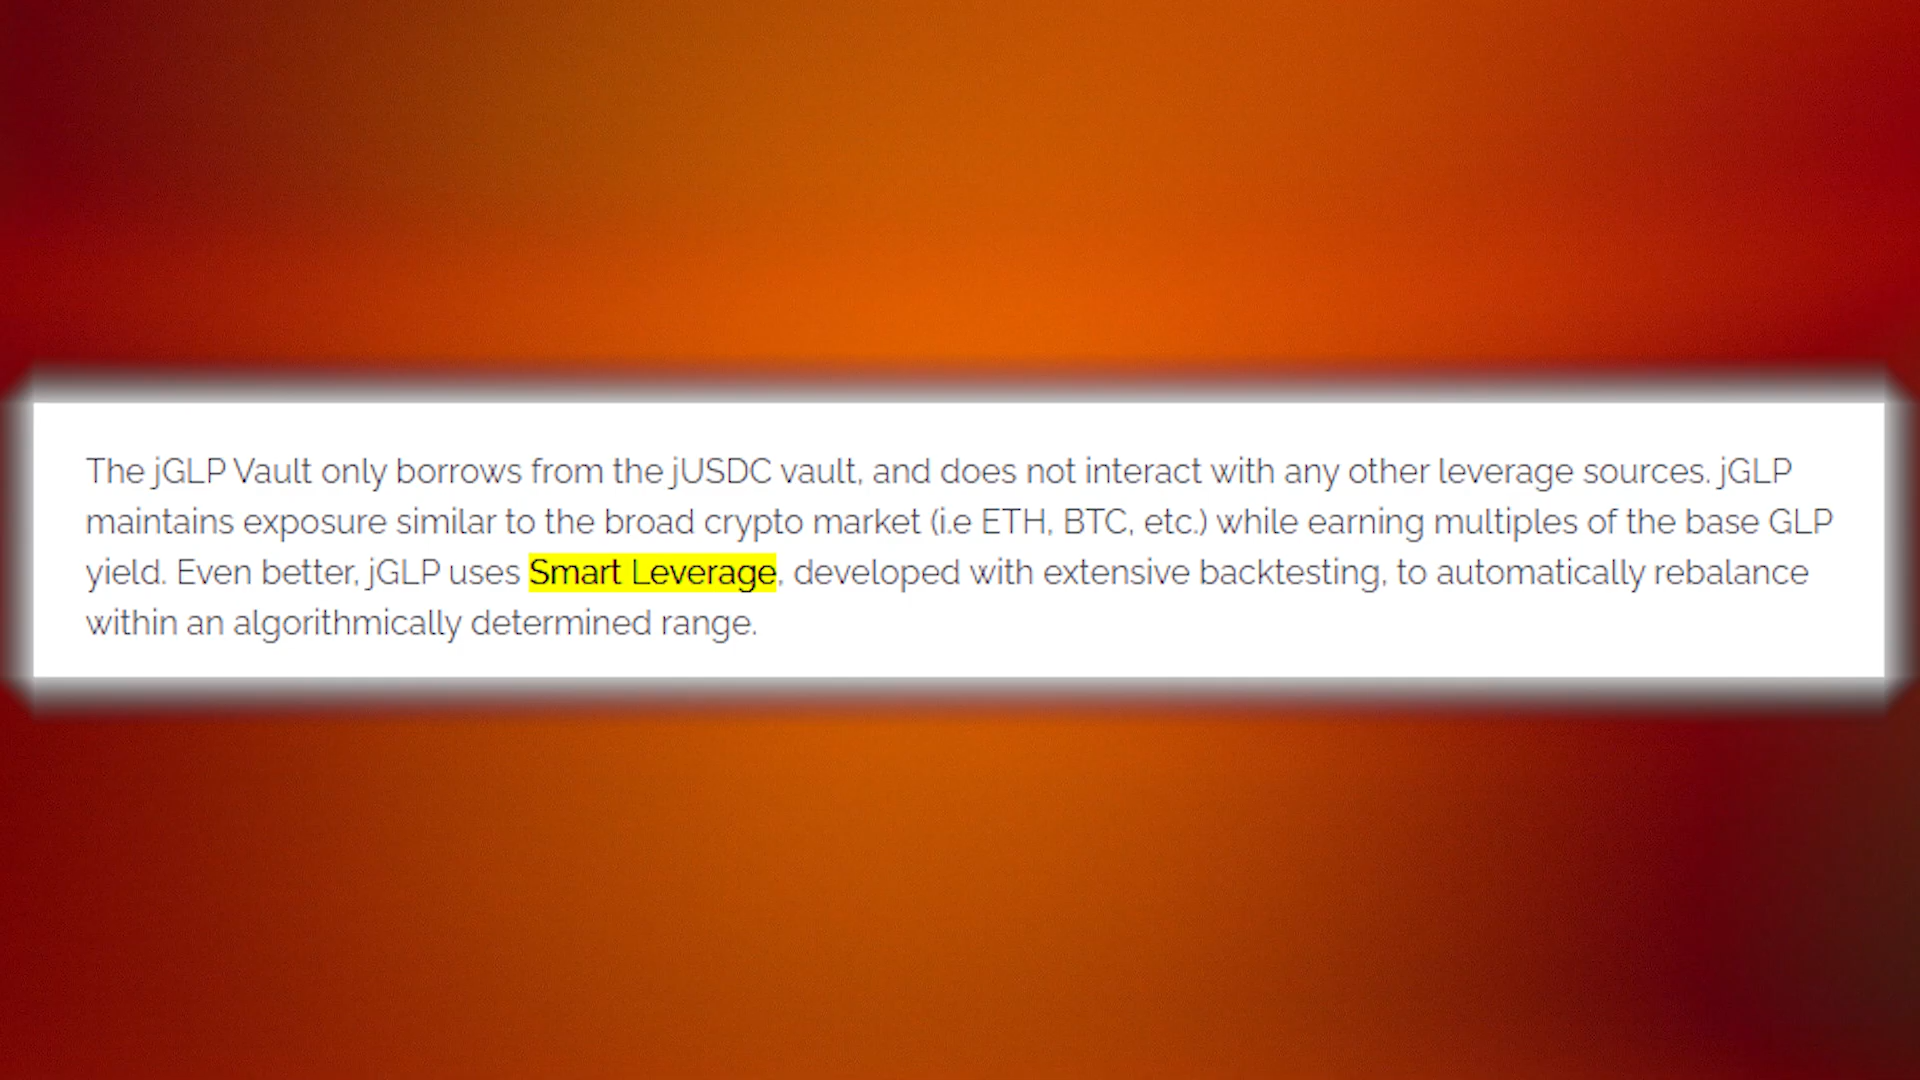 The jGLP Vault only borrows from the jUSDC vault, and does not interact with any other leverage sources. jGLP
maintains exposure similar to the broad crypto market (i.e ETH, BTC, etc.) while earning multiples of the base GLP
yield. Even better, jGLP uses Smart Leverage, developed with extensive backtesting, to automatically rebalance
within an algorithmically determined range.